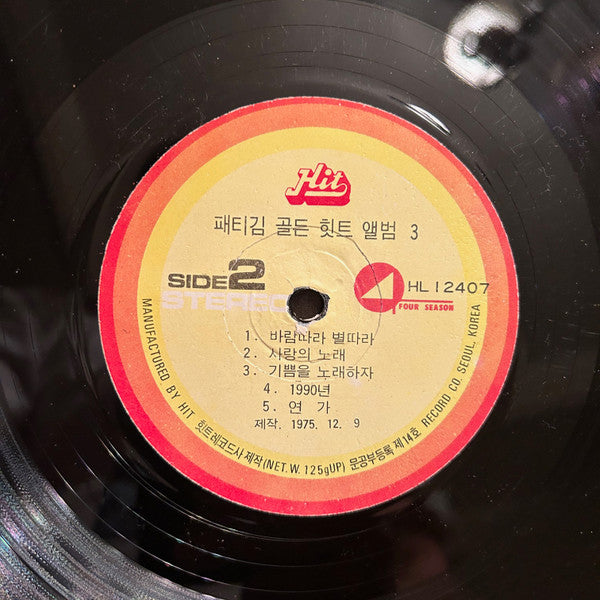 Hit
패티김 골든 힛트 앨범 3
SIDE 2
STEREO
4
HL 12407
FOUR SEASON
1. 바람따라 별따라
2. 사랑의 노래
3. 기쁨을 노래하자
4. 1990년
5. 연 가
제작. 1975. 12. 9
MANUFACTURED BY HIT 힛트레코드사 제작 (NET.W. 125gUP) 문공부등록 제14호 RECORD CO. SEOUL, KOREA